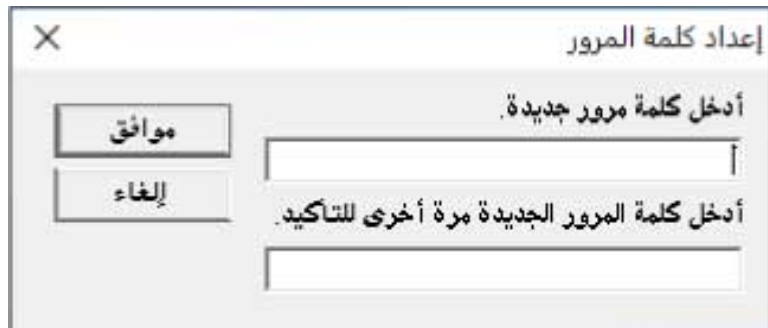 إعداد كلمة المرور
أدخل كلمة مرور جديدة.
موافق
إلغاء
أدخل كلمة المرور الجديدة مرة أخرى للتأكيد.